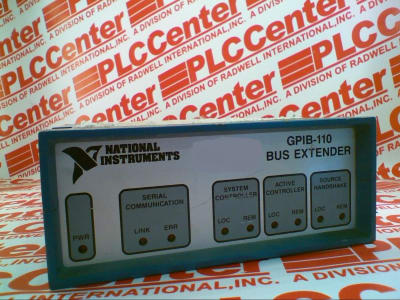 PLCCenter
A DIVISION OF RADWELL INTERNATIONAL, INC.
NATIONAL
INSTRUMENTS
GPIB-110
BUS EXTENDER
SERIAL
COMMUNICATION
LINK ERR
SYSTEM
CONTROLLER
LOC REM
ACTIVE
CONTROLLER
LOC REM
SOURCE
HANDSHAKE
LOC REM
PWR